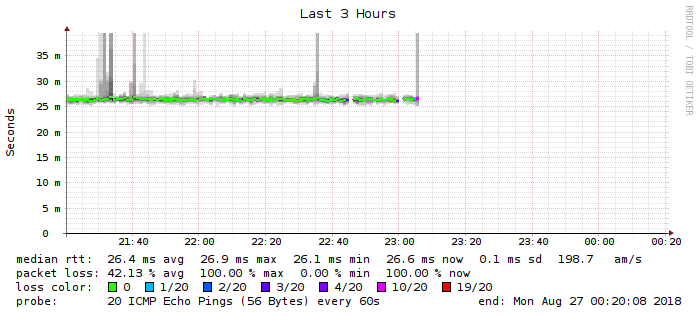 Last 3 Hours
RRDTOOL / TOBI OETIKER
Seconds
35 m
30 m
25 m
20 m
15 m
10 m
5 m
0
21:40 22:00 22:20 22:40 23:00 23:20 23:40 00:00 00:20
median rtt: 26.4 ms avg 26.9 ms max 26.1 ms min 26.6 ms now 0.1 ms sd 198.7 am/s
packet loss: 42.13 % avg 100.00 % max 0.00 % min 100.00 % now
loss color: 0 1/20 2/20 3/20 4/20 10/20 19/20
probe: 20 ICMP Echo Pings (56 Bytes) every 60s end: Mon Aug 27 00:20:08 2018